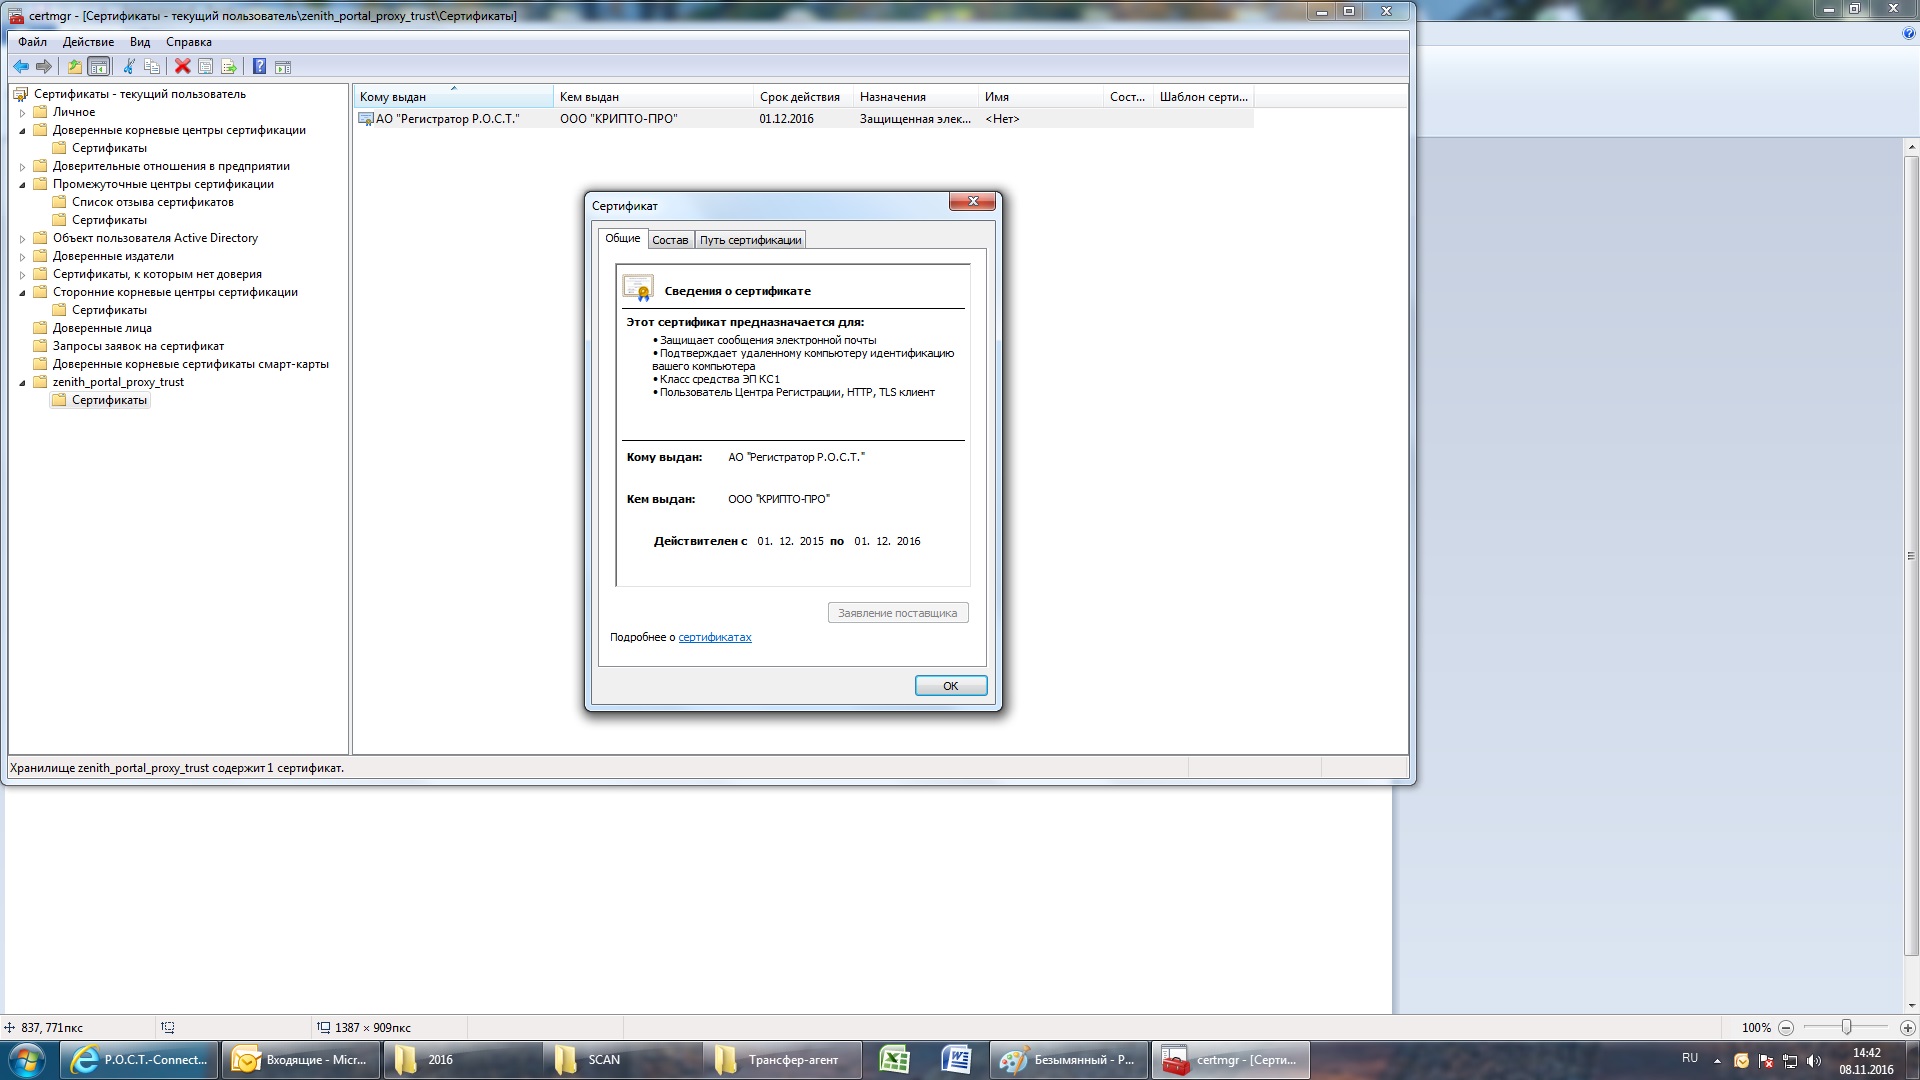 certmgr - [Сертификаты - текущий пользователь\zenith_portal_proxy_trust\Сертификаты]
Файл Действие Вид Справка
Сертификаты - текущий пользователь
Личное
Доверенные корневые центры сертификации
Сертификаты
Доверительные отношения в предприятии
Промежуточные центры сертификации
Список отзыва сертификатов
Сертификаты
Объект пользователя Active Directory
Доверенные издатели
Сертификаты, к которым нет доверия
Сторонние корневые центры сертификации
Сертификаты
Доверенные лица
Запросы заявок на сертификат
Доверенные корневые сертификаты смарт-карты
zenith_portal_proxy_trust
Сертификаты
Кому выдан Кем выдан Срок действия Назначения Имя Сост... Шаблон серти...
АО "Регистратор Р.О.С.Т." ООО "КРИПТО-ПРО" 01.12.2016 Защищенная элек... <Нет>
Сертификат
Общие Состав Путь сертификации
Сведения о сертификате
Этот сертификат предназначается для:
• Защищает сообщения электронной почты
• Подтверждает удаленному компьютеру идентификацию
вашего компьютера
• Класс средства ЭП КС1
• Пользователь Центра Регистрации, HTTP, TLS клиент
Кому выдан: АО "Регистратор Р.О.С.Т."
Кем выдан: ООО "КРИПТО-ПРО"
Действителен с 01. 12. 2015 по 01. 12. 2016
Заявление поставщика
Подробнее о сертификатах
ОК
Хранилище zenith_portal_proxy_trust содержит 1 сертификат.
837, 771пкс 1387 × 909пкс 100%
Р.О.С.Т.-Connect... Входящие - Micr... 2016 SCAN Трансфер-агент Безымянный - P... certmgr - [Серти... RU 14:42
08.11.2016